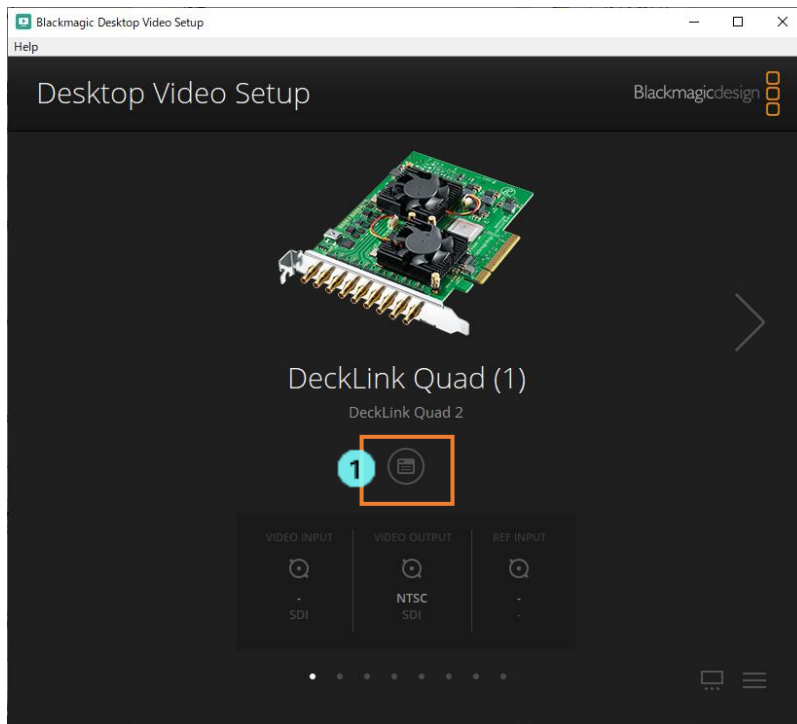 Blackmagic Desktop Video Setup
Help
Desktop Video Setup
Blackmagicdesign
DeckLink Quad (1)
DeckLink Quad 2
1
VIDEO INPUT VIDEO OUTPUT REF INPUT
- NTSC -
SDI SDI -